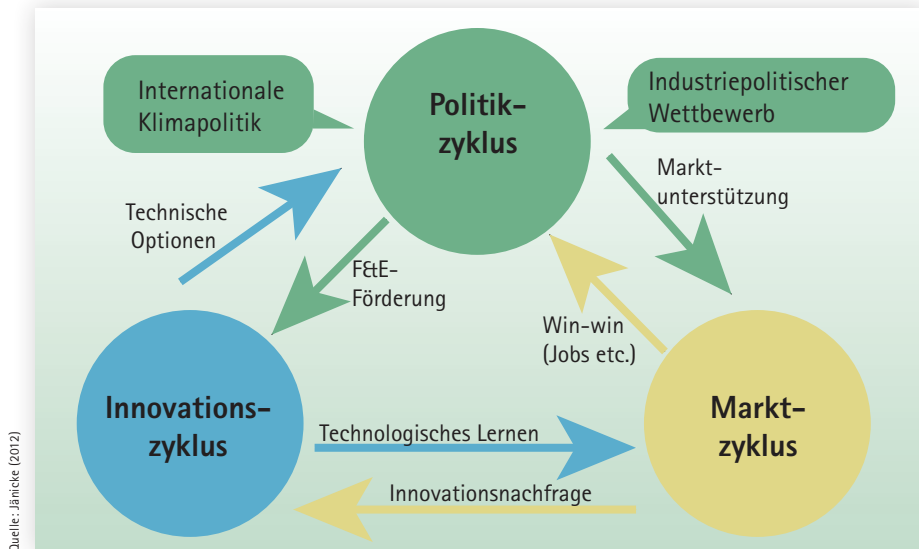 Internationale
Klimapolitik
Politik-
zyklus
Industriepolitischer
Wettbewerb
Technische
Optionen
F&E-
Förderung
Markt-
unterstützung
Win-win
(Jobs etc.)
Innovations-
zyklus
Technologisches Lernen
Innovationsnachfrage
Markt-
zyklus
Quelle: Jänicke (2012)